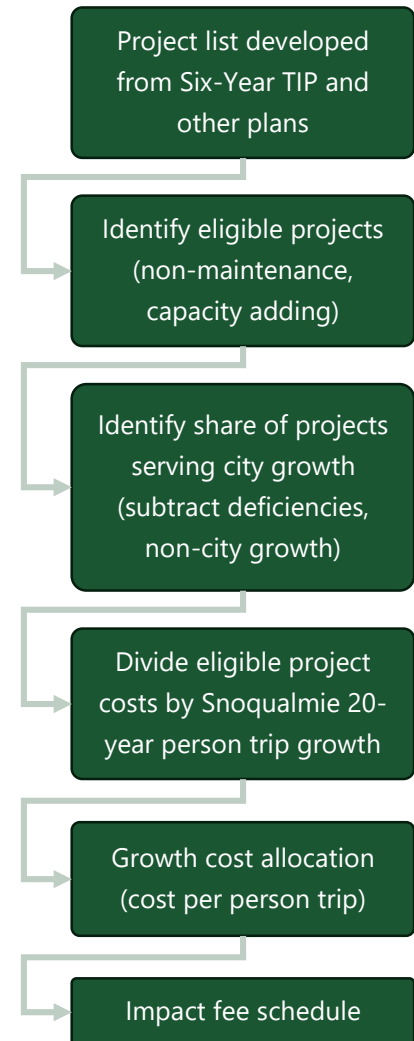 Project list developed
from Six-Year TIP and
other plans
Identify eligible projects
(non-maintenance,
capacity adding)
Identify share of projects
serving city growth
(subtract deficiencies,
non-city growth)
Divide eligible project
costs by Snoqualmie 20-
year person trip growth
Growth cost allocation
(cost per person trip)
Impact fee schedule